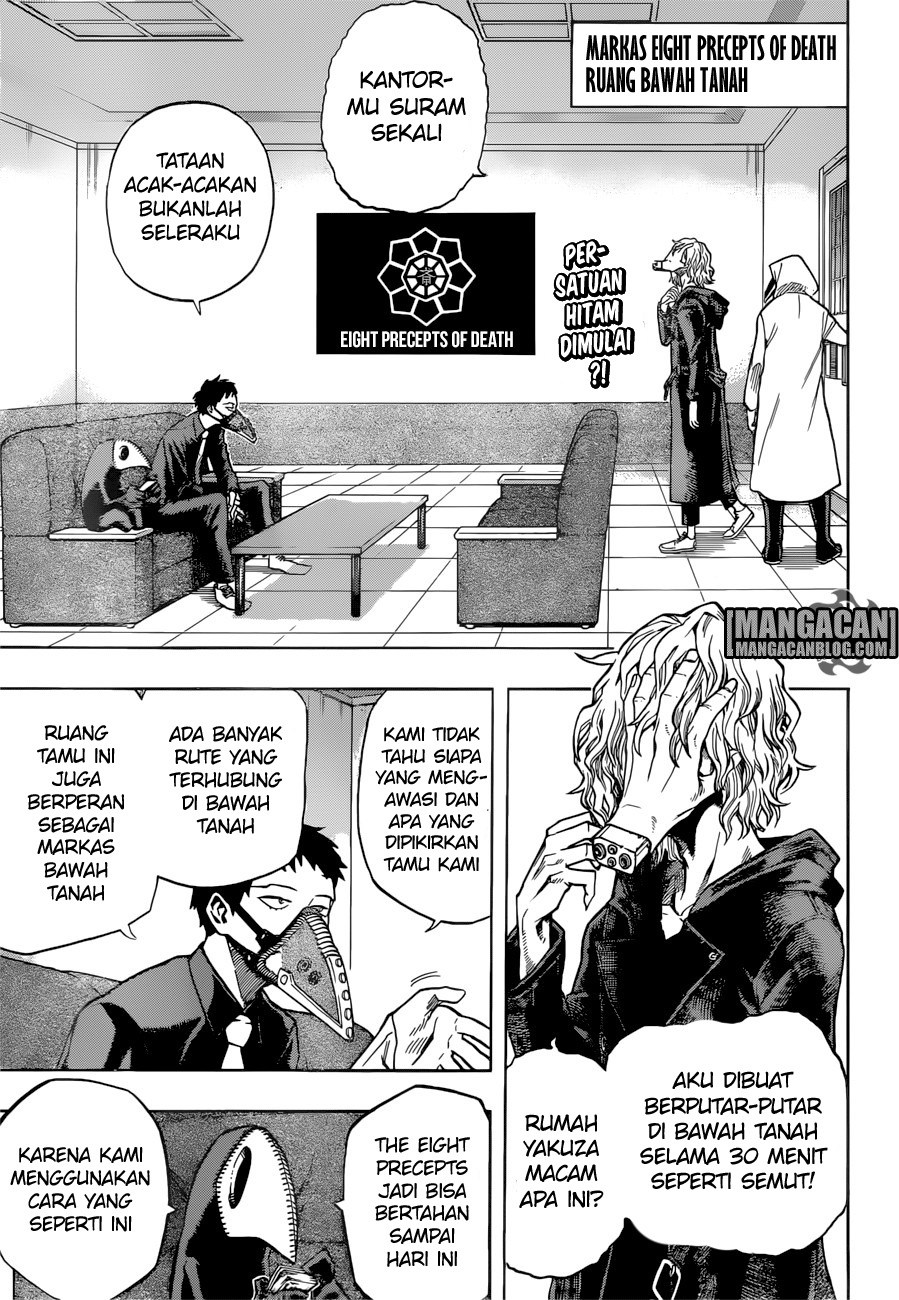 MARKAS EIGHT PRECEPTS OF DEATH
RUANG BAWAH TANAH
KANTOR-
MU SURAM
SEKALI
TATAAN
ACAK-ACAKAN
BUKANLAH
SELERAKU
PER-
SATUAN
HITAM
DIMULAI
?!
EIGHT PRECEPTS OF DEATH
[MANGACAN]
MANGACANBLOG.COM
AKU DIBUAT
BERPUTAR-PUTAR
DI BAWAH TANAH
SELAMA 30 MENIT
SEPERTI SEMUT!
RUMAH
YAKUZA
MACAM
APA INI?
KAMI TIDAK
TAHU SIAPA
YANG MENG-
AWASI DAN
APA YANG
DIPIKIRKAN
TAMU KAMI
ADA BANYAK
RUTE YANG
TERHUBUNG
DI BAWAH
TANAH
RUANG
TAMU INI
JUGA
BERPERAN
SEBAGAI
MARKAS
BAWAH
TANAH
THE EIGHT
PRECEPTS
JADI BISA
BERTAHAN
SAMPAI
HARI INI
KARENA KAMI
MENGGUNAKAN
CARA YANG
SEPERTI INI